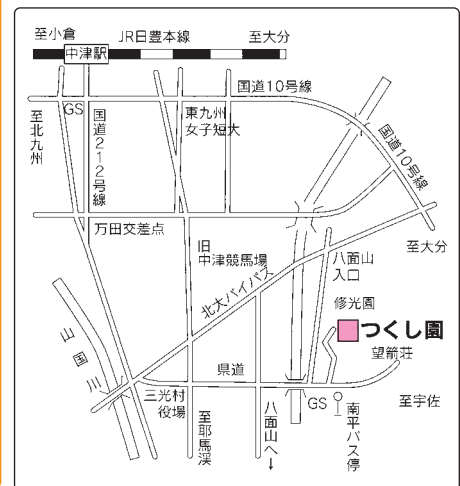 至小倉
JR日豊本線
至大分
中津駅
国道10号線
GS
至北九州
国道212号線
東九州
女子短大
国道10号線
万田交差点
至大分
旧
中津競馬場
八面山
入口
北大バイパス
修光園
つくし園
望箭荘
山国川
県道
三光村
役場
至耶馬渓
八面山へ↓
GS
南平バス停
至宇佐